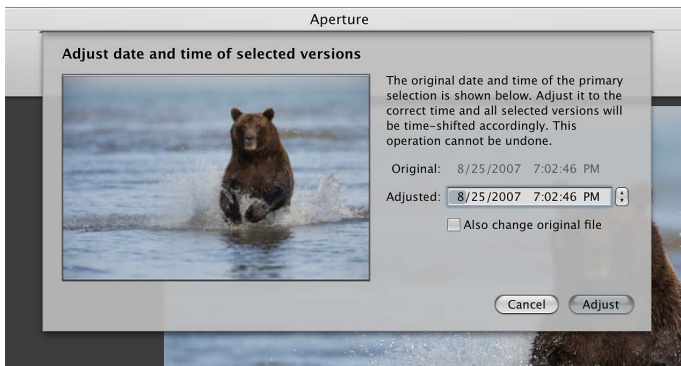 Aperture
Adjust date and time of selected versions
The original date and time of the primary
selection is shown below. Adjust it to the
correct time and all selected versions will
be time-shifted accordingly. This
operation cannot be undone.
Original: 8/25/2007 7:02:46 PM
Adjusted: 8/25/2007 7:02:46 PM
Also change original file
Cancel Adjust